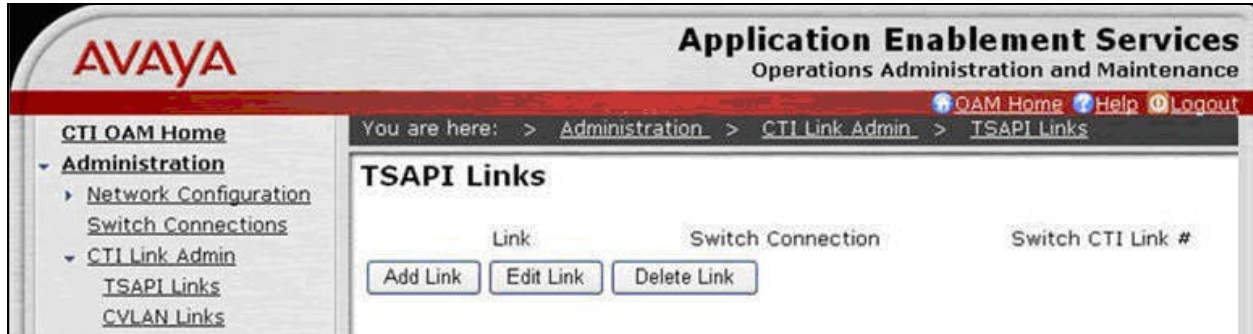 AVAYA
Application Enablement Services
Operations Administration and Maintenance
OAM Home Help Logout
CTI OAM Home
Administration
Network Configuration
Switch Connections
CTI Link Admin
TSAPI Links
CVLAN Links
You are here: > Administration > CTI Link Admin > TSAPI Links
TSAPI Links
Link Switch Connection Switch CTI Link #
Add Link Edit Link Delete Link